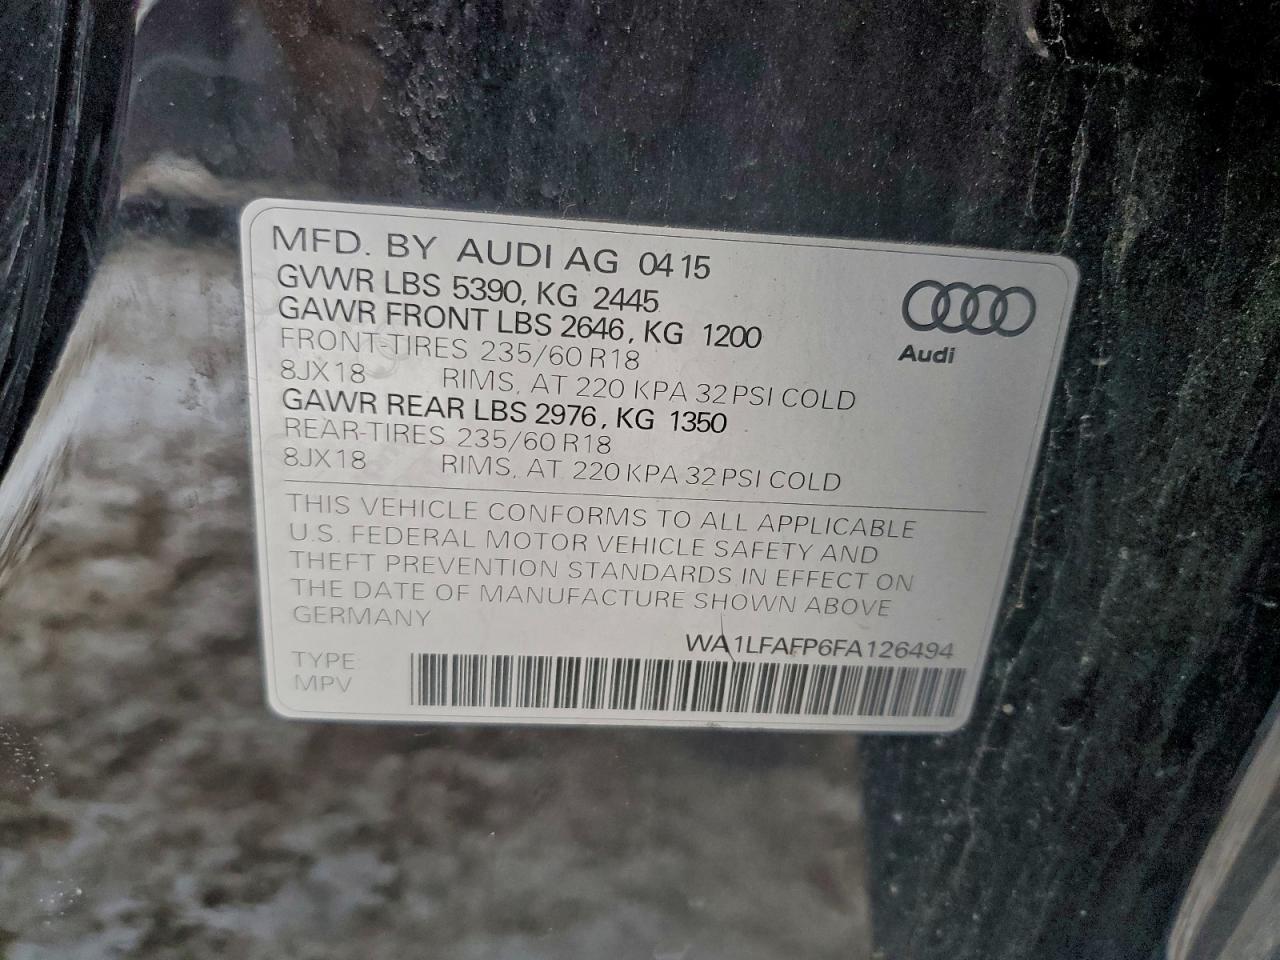 MFD. BY AUDI AG 0415
GVWR LBS 5390, KG 2445
GAWR FRONT LBS 2646, KG 1200
FRONT-TIRES 235/60 R18
8JX18 RIMS, AT 220 KPA 32 PSI COLD
GAWR REAR LBS 2976, KG 1350
REAR-TIRES 235/60 R18
8JX18 RIMS, AT 220 KPA 32 PSI COLD
Audi
THIS VEHICLE CONFORMS TO ALL APPLICABLE
U.S. FEDERAL MOTOR VEHICLE SAFETY AND
THEFT PREVENTION STANDARDS IN EFFECT ON
THE DATE OF MANUFACTURE SHOWN ABOVE
GERMANY
WA1LFAFP6FA126494
TYPE:
MPV